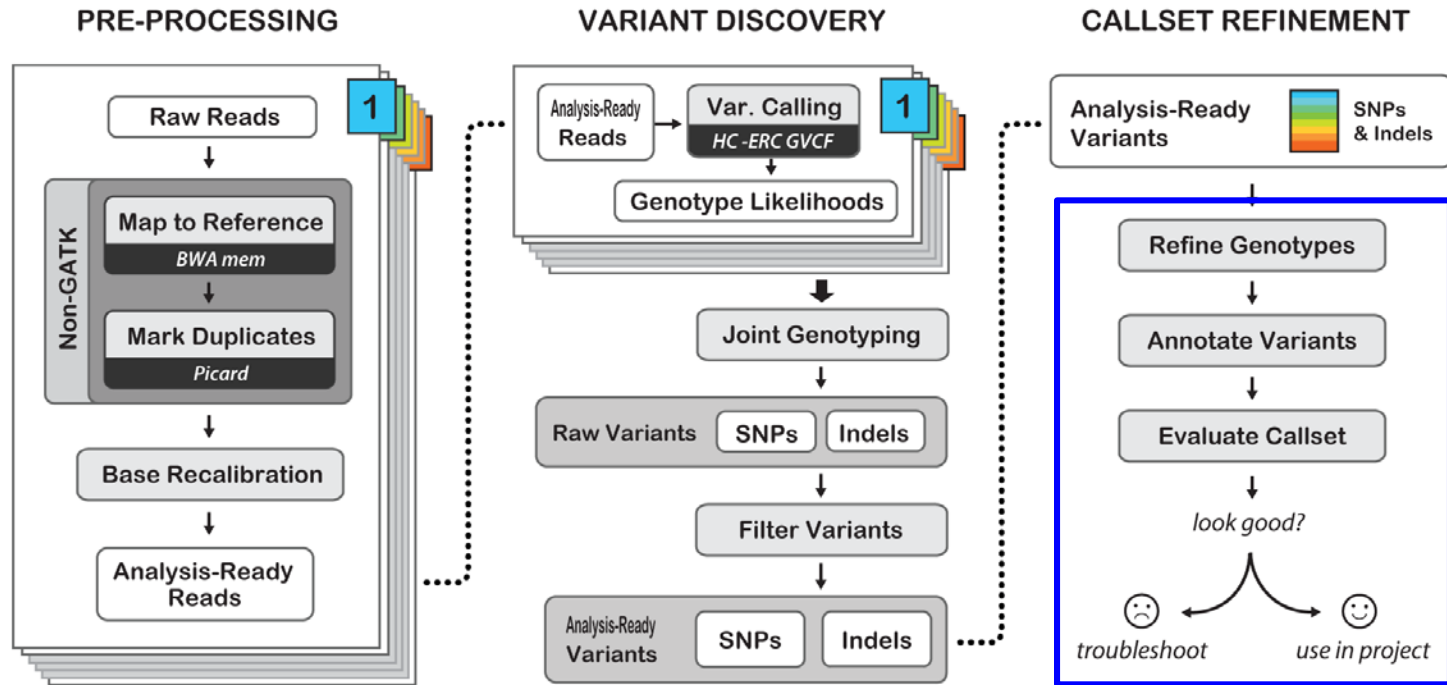 PRE-PROCESSING
1
Raw Reads
Non-GATK
Map to Reference
BWA mem
Mark Duplicates
Picard
Base Recalibration
Analysis-Ready
Reads
VARIANT DISCOVERY
1
Analysis-Ready
Reads
Var. Calling
HC -ERC GVCF
Genotype Likelihoods
Joint Genotyping
Raw Variants
SNPs
Indels
Filter Variants
Analysis-Ready
Variants
SNPs
Indels
CALLSET REFINEMENT
Analysis-Ready
Variants
SNPs
& Indels
Refine Genotypes
Annotate Variants
Evaluate Callset
look good?
troubleshoot
use in project